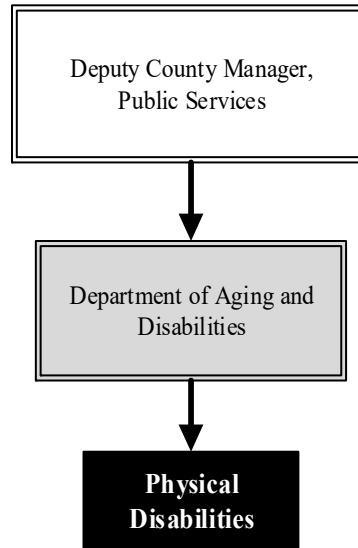 Deputy County Manager,
Public Services
Department of Aging and
Disabilities
Physical
Disabilities